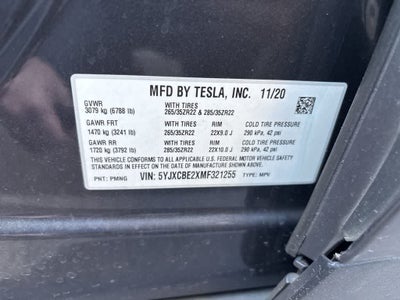 MFD BY TESLA, INC. 11/20
GVWR WITH TIRES
3079 kg (6788 lb) 265/35ZR22 & 285/35ZR22
GAWR FRT WITH TIRES RIM COLD TIRE PRESSURE
1470 kg (3241 lb) 265/35ZR22 22X9.0 J 290 kPa, 42 psi
GAWR RR WITH TIRES RIM COLD TIRE PRESSURE
1720 kg (3792 lb) 285/35ZR22 22X10.0 J 290 kPa, 42 psi
THIS VEHICLE CONFORMS TO ALL APPLICABLE U.S. FEDERAL MOTOR VEHICLE SAFETY
STANDARDS IN EFFECT ON THE DATE OF MANUFACTURE SHOWN ABOVE.
PNT: PMNG VIN: 5YJXCBE2XMF321255 TYPE: MPV